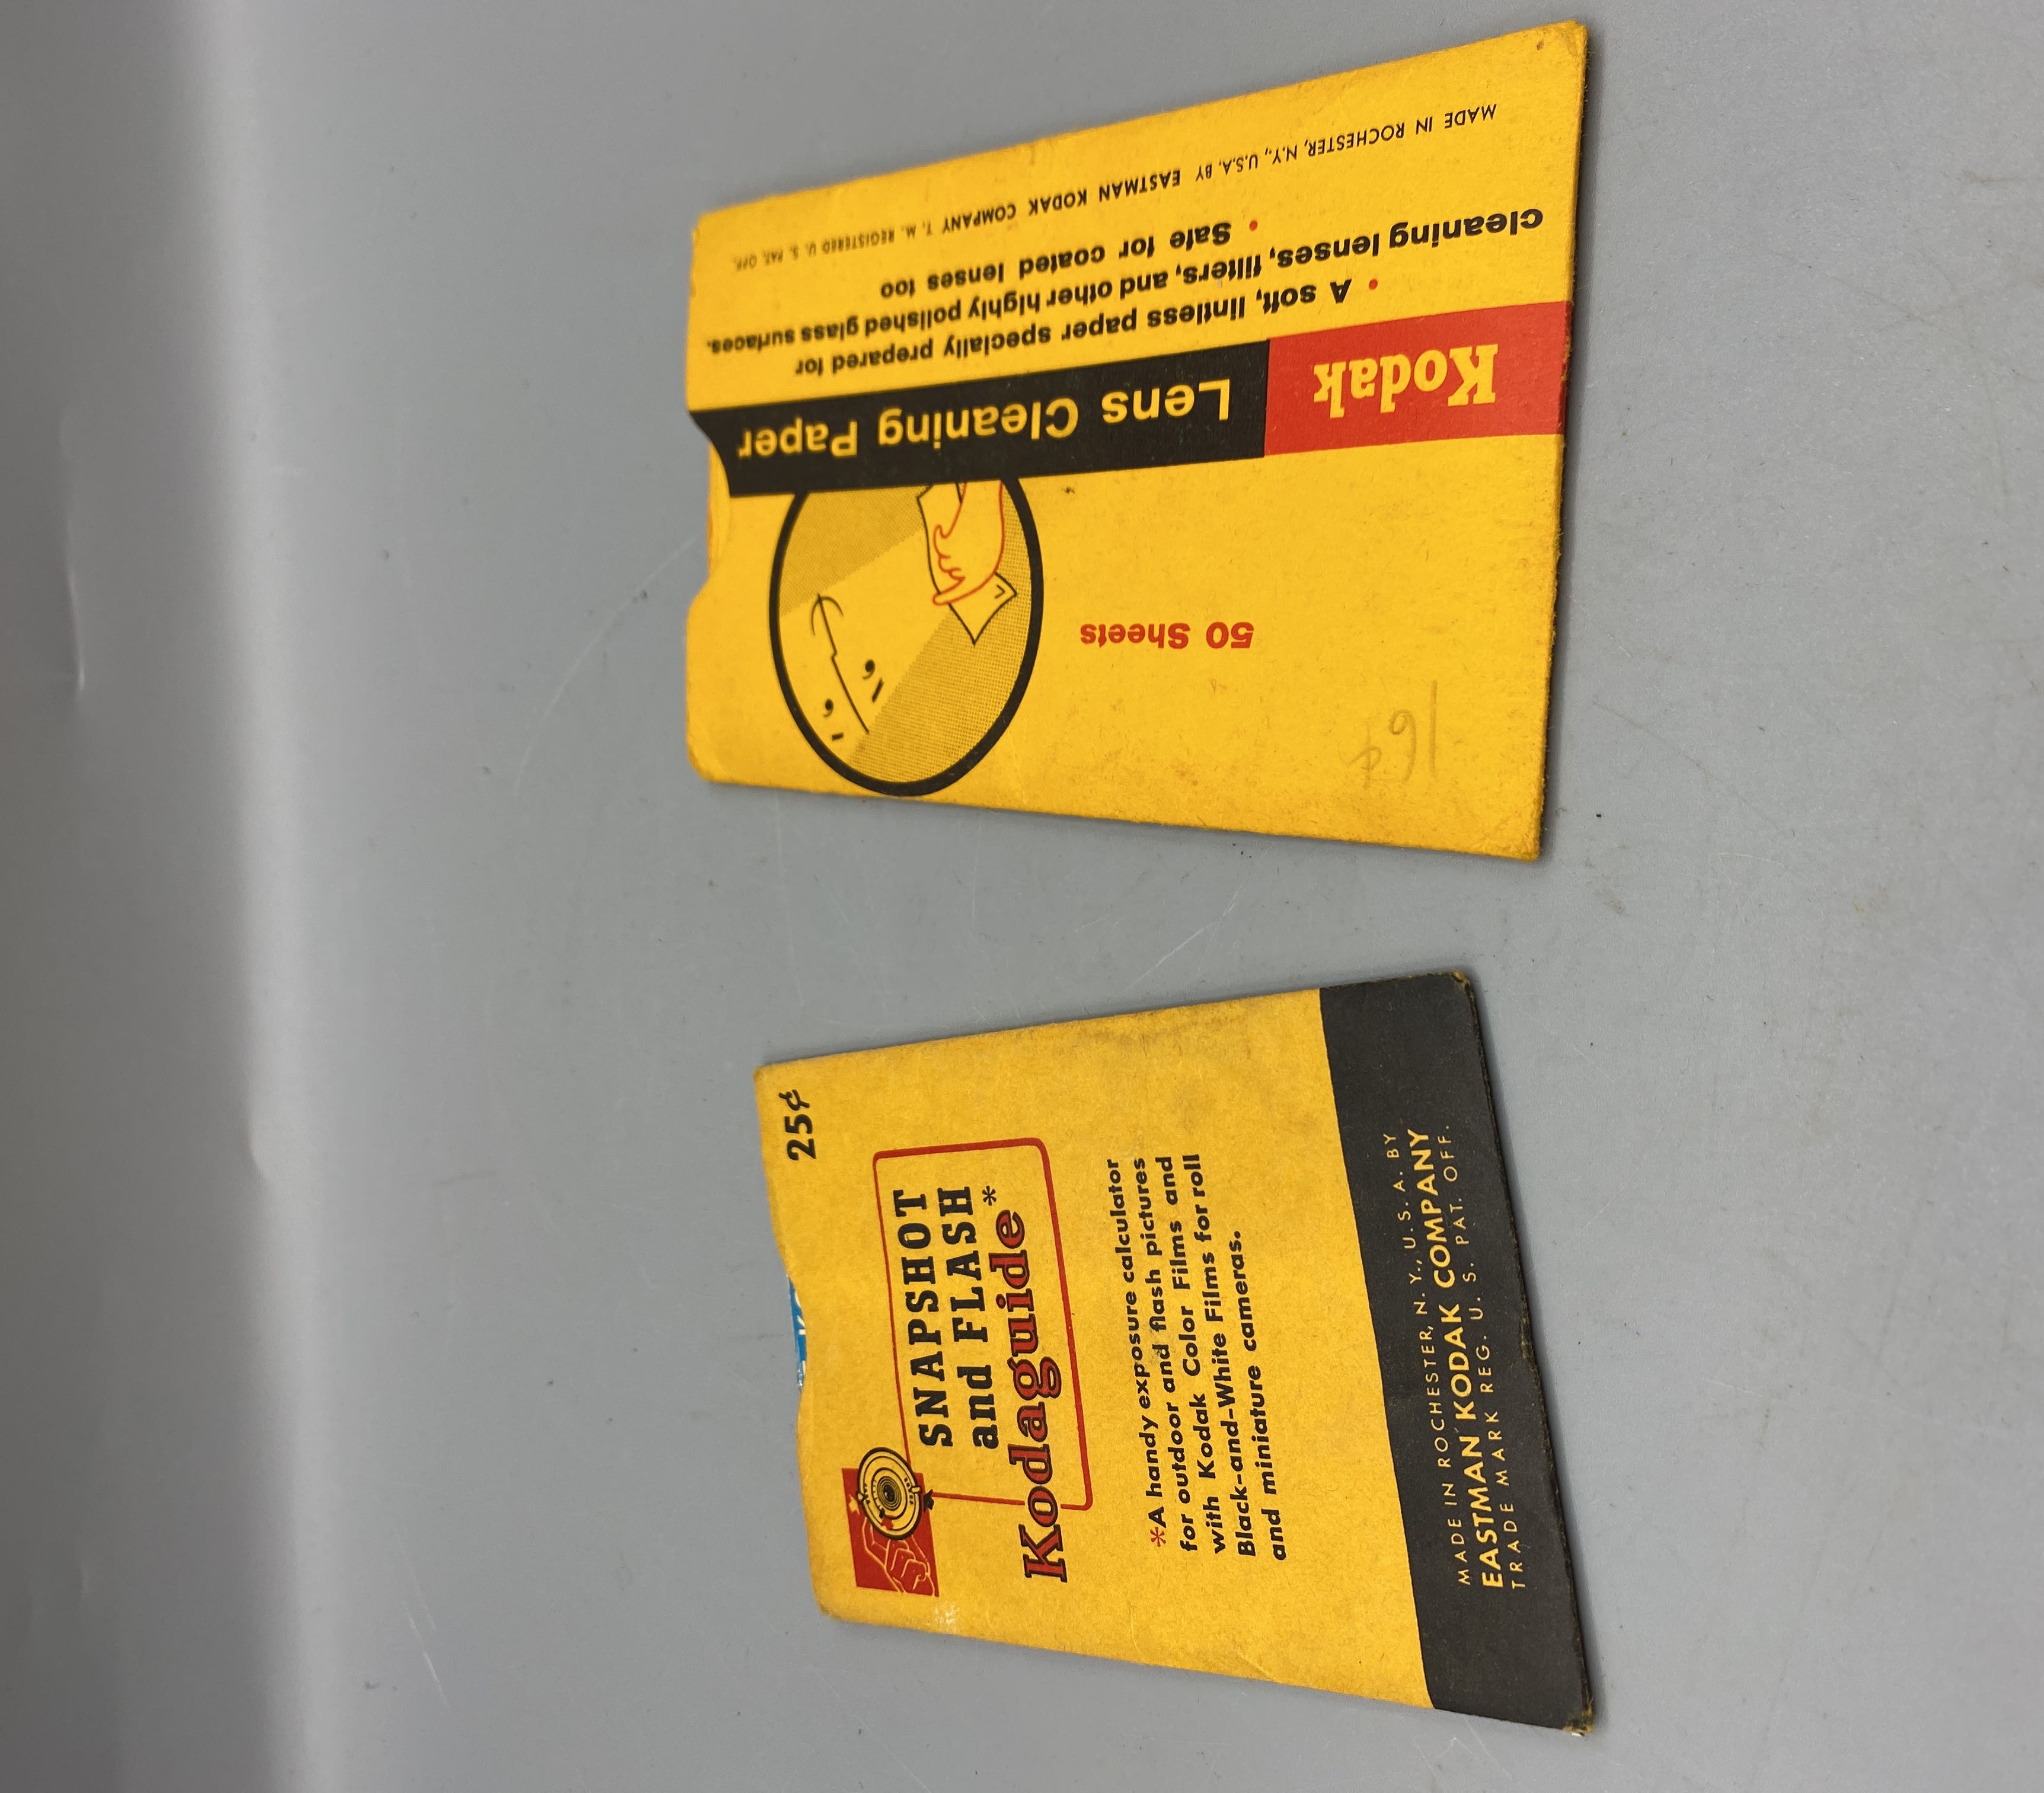 Kodak Lens Cleaning Paper
• A soft, lintless paper specially prepared for
cleaning lenses, filters, and other highly polished glass surfaces.
• Safe for coated lenses too
MADE IN ROCHESTER, N.Y., U.S.A. BY EASTMAN KODAK COMPANY T. M. REGISTERED U. S. PAT. OFF.
50 Sheets
16¢
25¢
SNAPSHOT
and FLASH
Kodaguide*
*A handy exposure calculator
for outdoor and flash pictures
with Kodak Color Films and
Black-and-White Films for roll
and miniature cameras.
MADE IN ROCHESTER, N. Y., U. S. A. BY
EASTMAN KODAK COMPANY
TRADE MARK REG. U. S. PAT. OFF.